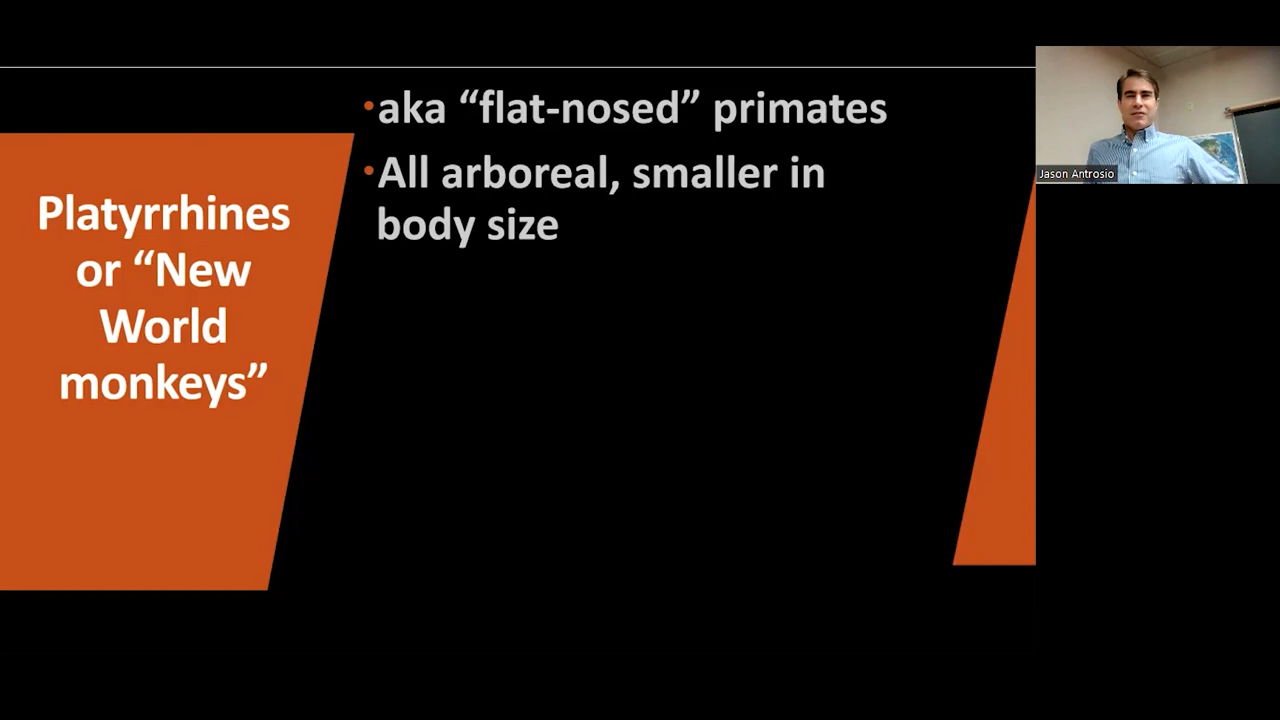 Platyrrhines
or “New
World
monkeys”
•aka “flat-nosed” primates
•All arboreal, smaller in
body size
Jason Antrosio